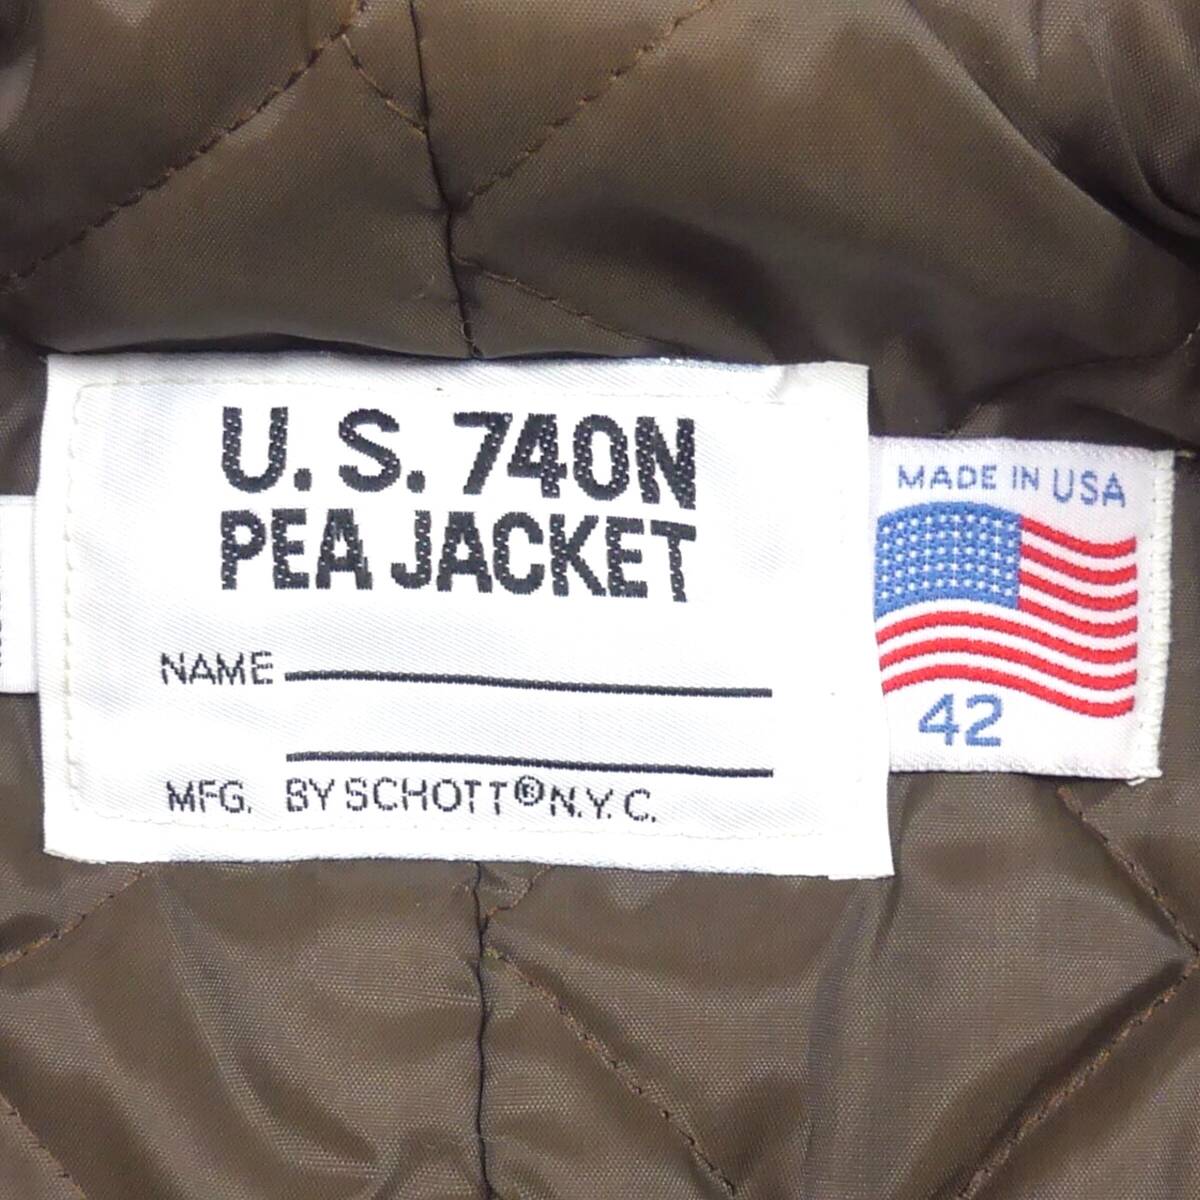 U.S. 740N
PEA JACKET
NAME
MFG. BY SCHOTT® N.Y.C.
MADE IN USA
42